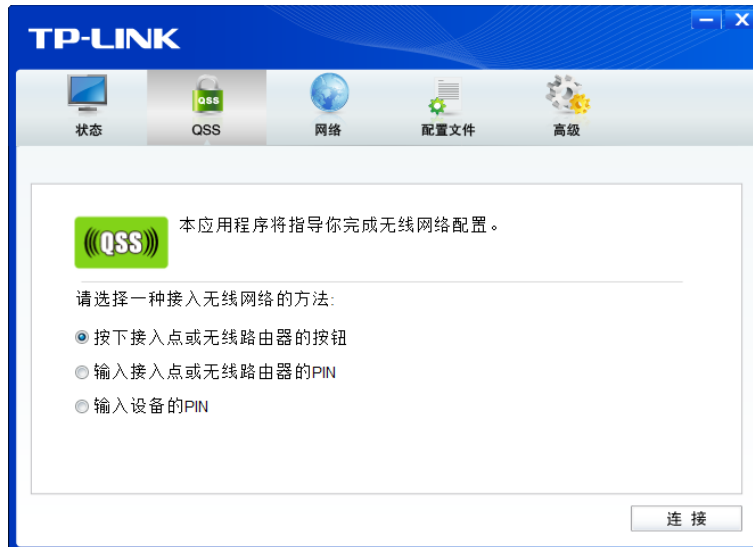 TP-LINK
QSS
状态 QSS 网络 配置文件 高级
QSS
本应用程序将指导你完成无线网络配置。
请选择一种接入无线网络的方法:
按下接入点或无线路由器的按钮
输入接入点或无线路由器的PIN
输入设备的PIN
连 接